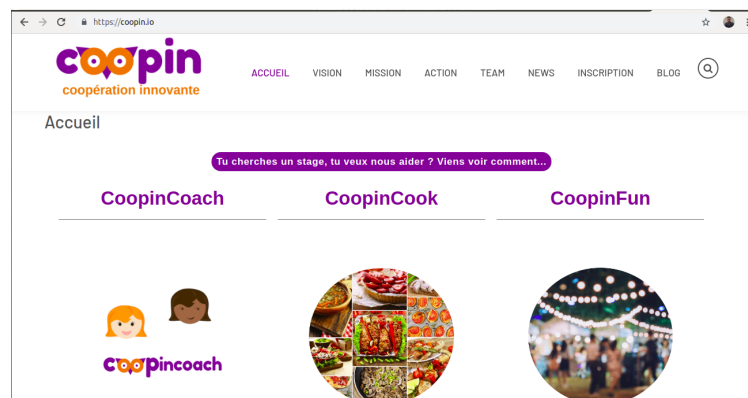 https://coopin.io
coopin
coopération innovante
ACCUEIL VISION MISSION ACTION TEAM NEWS INSCRIPTION BLOG
Accueil
Tu cherches un stage, tu veux nous aider ? Viens voir comment...
CoopinCoach CoopinCook CoopinFun
coopincoach